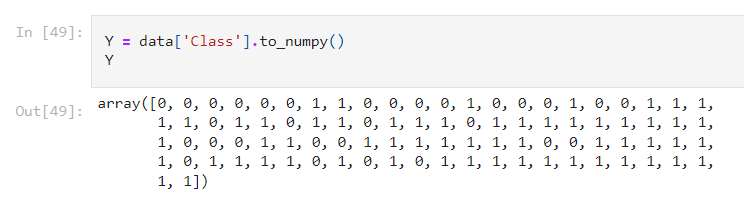 In [49]:
Y = data['Class'].to_numpy()
Y
Out[49]:
array([0, 0, 0, 0, 0, 0, 1, 1, 0, 0, 0, 0, 1, 0, 0, 0, 1, 0, 0, 1, 1, 1,
1, 1, 0, 1, 1, 0, 1, 1, 0, 1, 1, 1, 0, 1, 1, 1, 1, 1, 1, 1, 1, 1,
1, 0, 0, 0, 1, 1, 0, 0, 1, 1, 1, 1, 1, 1, 1, 0, 0, 1, 1, 1, 1, 1,
1, 0, 1, 1, 1, 1, 0, 1, 0, 1, 0, 1, 1, 1, 1, 1, 1, 1, 1, 1, 1, 1,
1, 1])